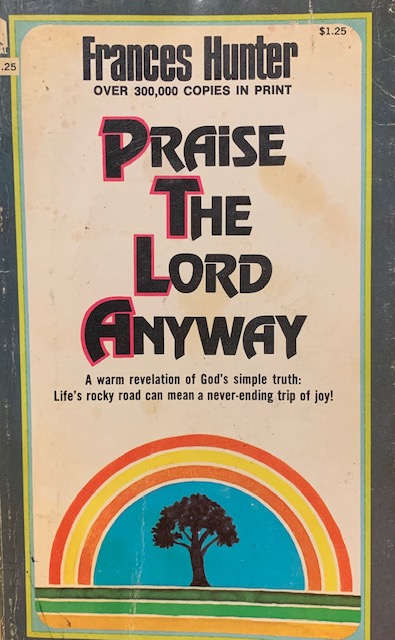 $1.25
.25
Frances Hunter
OVER 300,000 COPIES IN PRINT
PRAiSE
THE
LORD
ANYWAY
A warm revelation of God's simple truth:
Life's rocky road can mean a never-ending trip of joy!